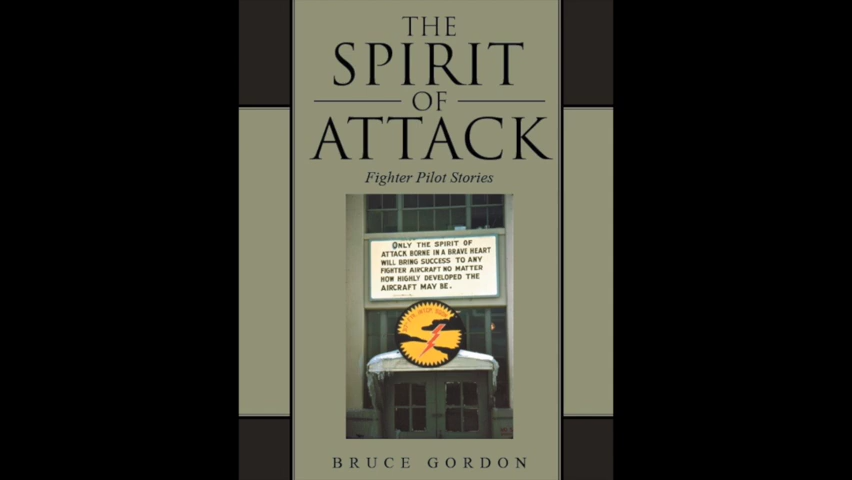 THE
SPIRIT
OF
ATTACK
Fighter Pilot Stories
ONLY THE SPIRIT OF
ATTACK BORNE IN A BRAVE HEART
WILL BRING SUCCESS TO ANY
FIGHTER AIRCRAFT NO MATTER
HOW HIGHLY DEVELOPED THE
AIRCRAFT MAY BE.
BRUCE GORDON